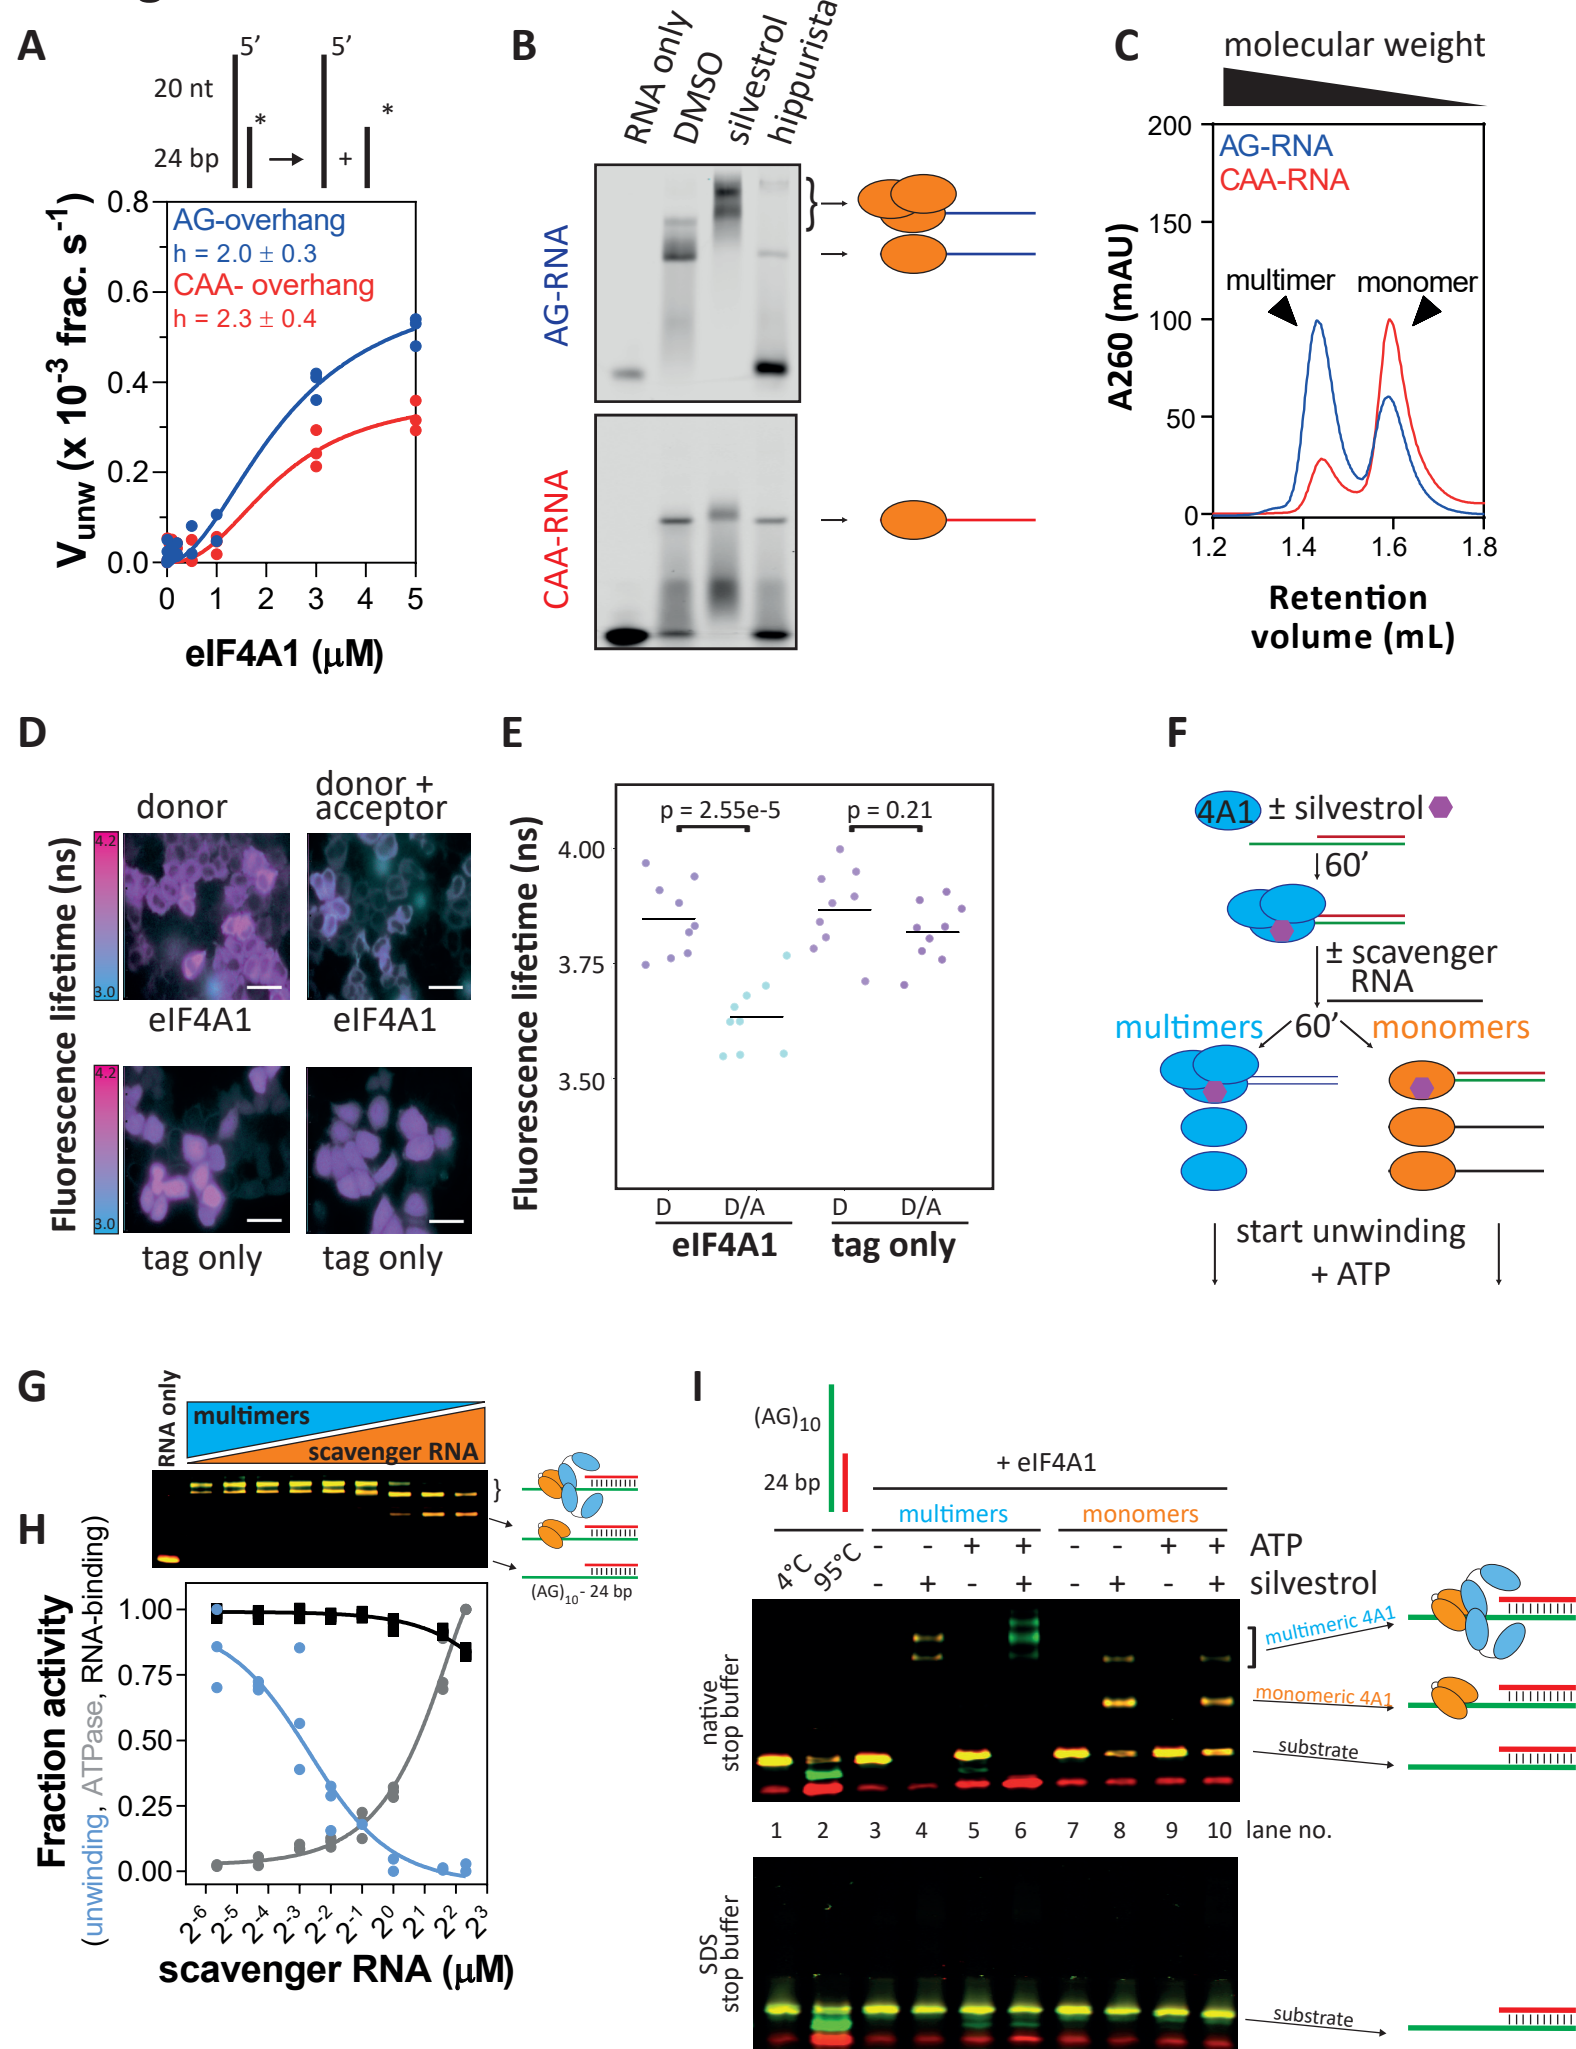 A
5’
5’
20 nt
*
*
24 bp
+
Vunw (x 10-3 frac. s-1)
0.8
0.6
0.4
0.2
0.0
AG-overhang
h = 2.0 ± 0.3
CAA- overhang
h = 2.3 ± 0.4
0 1 2 3 4 5
eIF4A1 (µM)
B
RNA only
DMSO
silvestrol
hippurista
AG-RNA
}
CAA-RNA
C
molecular weight
A260 (mAU)
200
150
100
50
0
AG-RNA
CAA-RNA
multimer
monomer
1.2 1.4 1.6 1.8
Retention
volume (mL)
D
donor
donor +
acceptor
Fluorescence lifetime (ns)
4.2
3.0
eIF4A1
eIF4A1
4.2
3.0
tag only
tag only
E
Fluorescence lifetime (ns)
p = 2.55e-5
p = 0.21
4.00
3.75
3.50
D D/A D D/A
eIF4A1 tag only
F
4A1 ± silvestrol
60’
± scavenger
RNA
multimers 60’ monomers
start unwinding
+ ATP
G
RNA only
multimers
scavenger RNA
}
(AG)10- 24 bp
H
Fraction activity
(unwinding, ATPase, RNA-binding)
1.00
0.75
0.50
0.25
0.00
2-6 2-5 2-4 2-3 2-2 2-1 20 21 22 23
scavenger RNA (µM)
I
(AG)10
24 bp
+ eIF4A1
multimers
monomers
4°C 95°C
- - + + - - + + ATP
- + - + - + - + silvestrol
native
stop buffer
]
multimeric 4A1
monomeric 4A1
substrate
1 2 3 4 5 6 7 8 9 10 lane no.
SDS
stop buffer
substrate